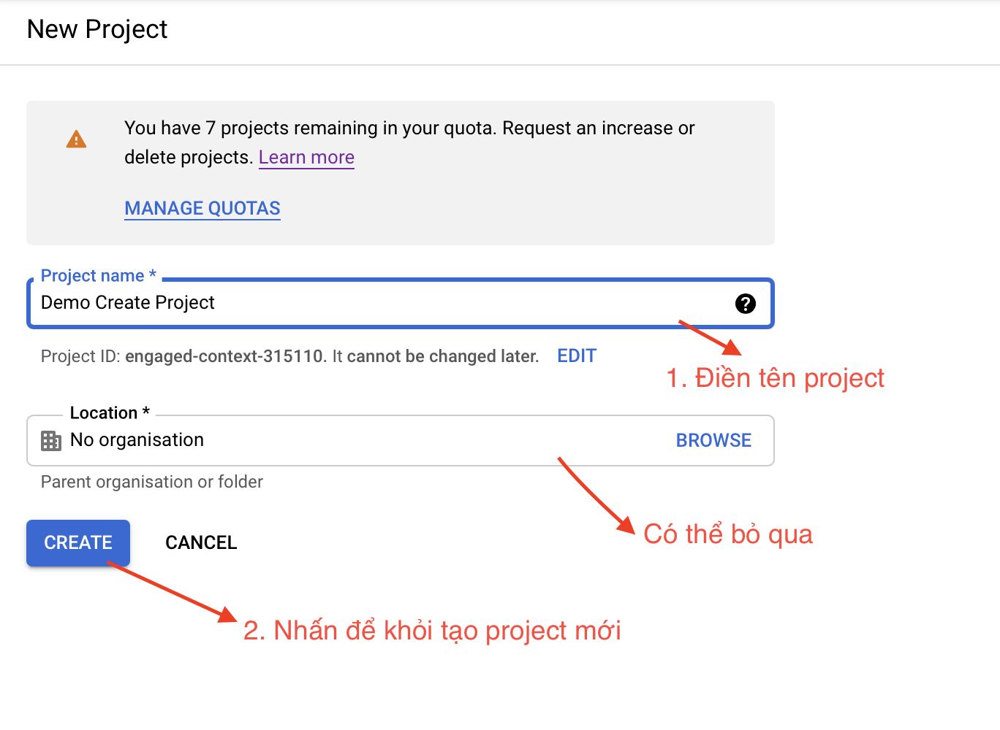 New Project
You have 7 projects remaining in your quota. Request an increase or
delete projects. Learn more
MANAGE QUOTAS
Project name *
Demo Create Project
Project ID: engaged-context-315110. It cannot be changed later. EDIT
1. Điền tên project
Location *
No organisation BROWSE
Parent organisation or folder
Có thể bỏ qua
CREATE CANCEL
2. Nhấn để khỏi tạo project mới